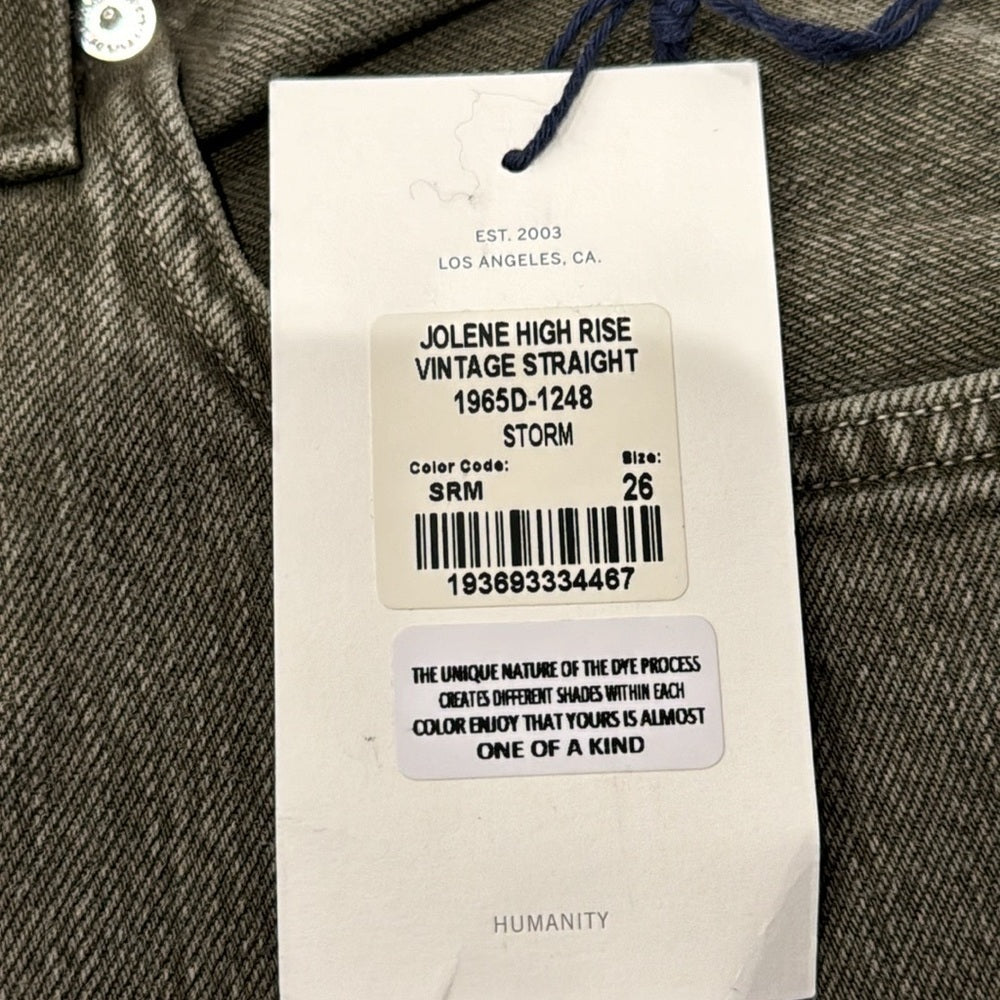 EST. 2003
LOS ANGELES, CA.
JOLENE HIGH RISE
VINTAGE STRAIGHT
1965D-1248
STORM
Color Code: Size:
SRM 26
193693334467
THE UNIQUE NATURE OF THE DYE PROCESS
CREATES DIFFERENT SHADES WITHIN EACH
COLOR ENJOY THAT YOURS IS ALMOST
ONE OF A KIND
HUMANITY